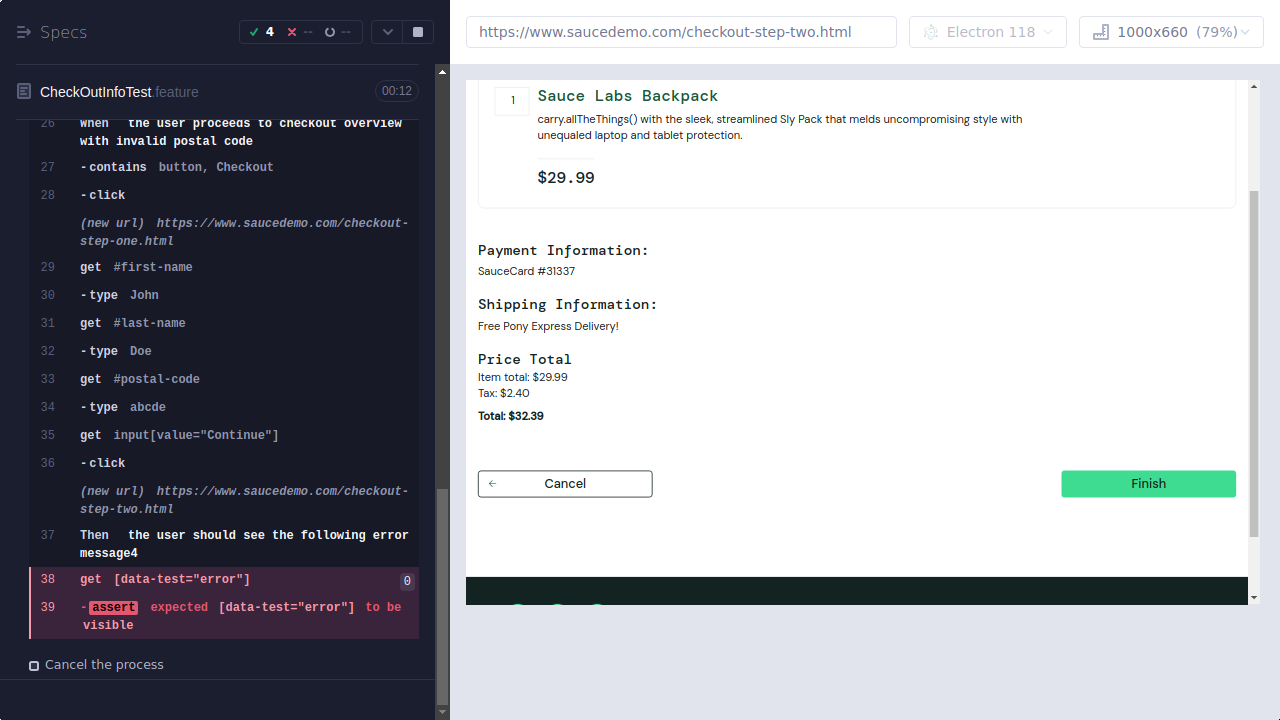 Specs
4
--
--
CheckOutInfoTest.feature
00:12
26 When the user proceeds to checkout overview
with invalid postal code
27 -contains button, Checkout
28 -click
(new url) https://www.saucedemo.com/checkout-
step-one.html
29 get #first-name
30 -type John
31 get #last-name
32 -type Doe
33 get #postal-code
34 -type abcde
35 get input[value="Continue"]
36 -click
(new url) https://www.saucedemo.com/checkout-
step-two.html
37 Then the user should see the following error
message4
38 get [data-test="error"] 0
39 -assert expected [data-test="error"] to be
visible
Cancel the process
https://www.saucedemo.com/checkout-step-two.html
Electron 118
1000x660 (79%)
1
Sauce Labs Backpack
carry.allTheThings() with the sleek, streamlined Sly Pack that melds uncompromising style with
unequaled laptop and tablet protection.
$29.99
Payment Information:
SauceCard #31337
Shipping Information:
Free Pony Express Delivery!
Price Total
Item total: $29.99
Tax: $2.40
Total: $32.39
Cancel
Finish